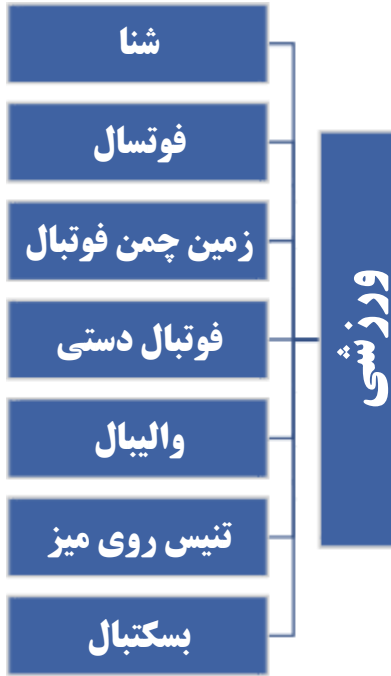 ورزشی
شنا
فوتسال
زمین چمن فوتبال
فوتبال دستی
والیبال
تنیس روی میز
بسکتبال